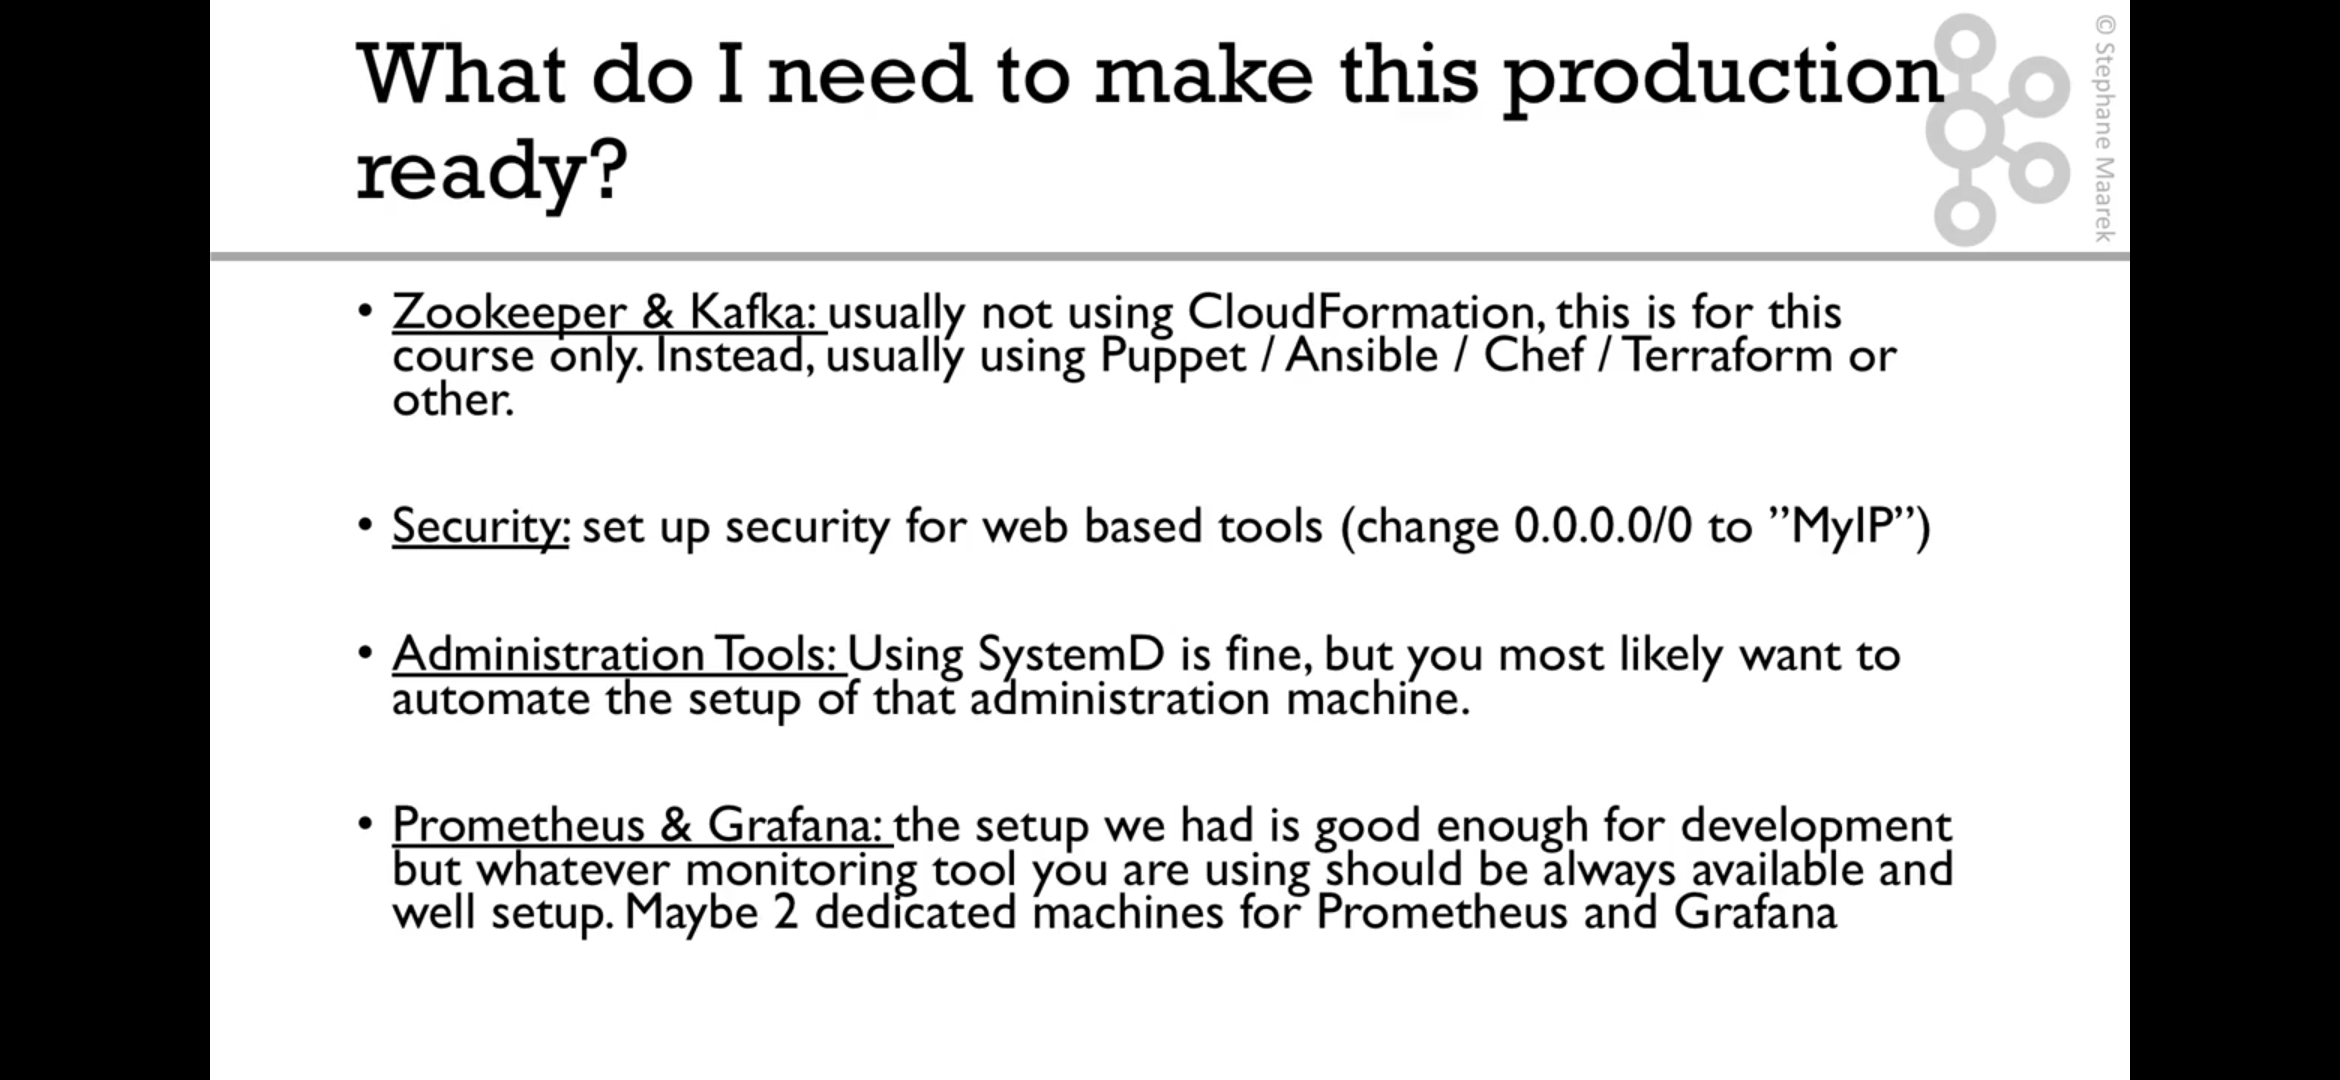 What do I need to make this production
ready?
© Stephane Maarek
• Zookeeper & Kafka: usually not using CloudFormation, this is for this
course only. Instead, usually using Puppet / Ansible / Chef / Terraform or
other.
• Security: set up security for web based tools (change 0.0.0.0/0 to ”MyIP”)
• Administration Tools: Using SystemD is fine, but you most likely want to
automate the setup of that administration machine.
• Prometheus & Grafana: the setup we had is good enough for development
but whatever monitoring tool you are using should be always available and
well setup. Maybe 2 dedicated machines for Prometheus and Grafana